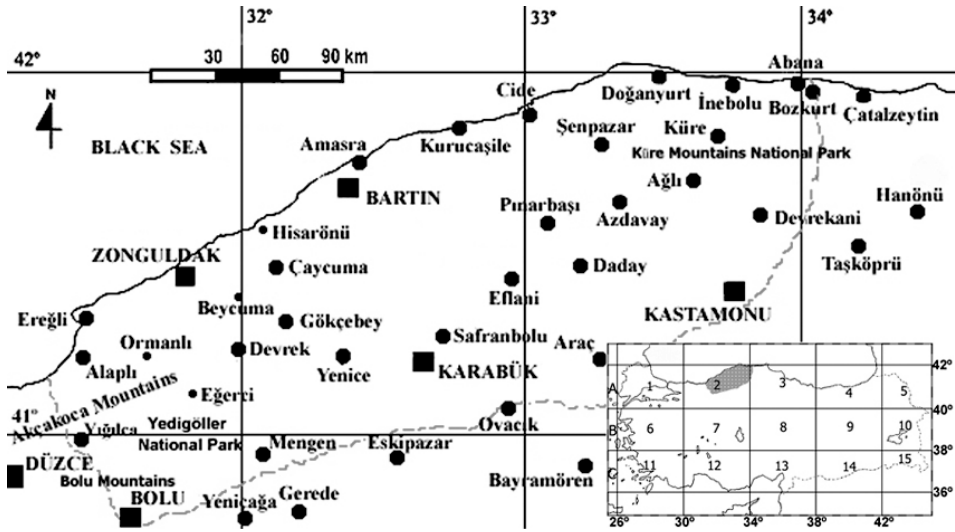 32°
33°
34°
42°
30
60
90 km
Abana
Cide
Doğanyurt
İnebolu
Bozkurt
Çatalzeytin
N
BLACK SEA
Amasra
Kurucaşile
Şenpazar
Küre
Küre Mountains National Park
BARTIN
Ağlı
Hanönü
Pınarbaşı
Azdavay
Devrekani
Hisarönü
ZONGULDAK
Çaycuma
Daday
Taşköprü
Beycuma
Eflani
KASTAMONU
Ereğli
Gökçebey
Safranbolu
Araç
Ormanlı
Devrek
Yenice
KARABÜK
Alaplı
Akçakoca Mountains
Eğerci
Ovacık
41°
Yığılca
Yedigöller
National Park
Mengen
Eskipazar
DÜZCE
Bolu Mountains
Bayramören
BOLU
Yeniçağa
Gerede
42°
A
1
2
3
4
5
40°
B
6
7
8
9
10
38°
C
11
12
13
14
15
36°
26°
30°
34°
38°
42°